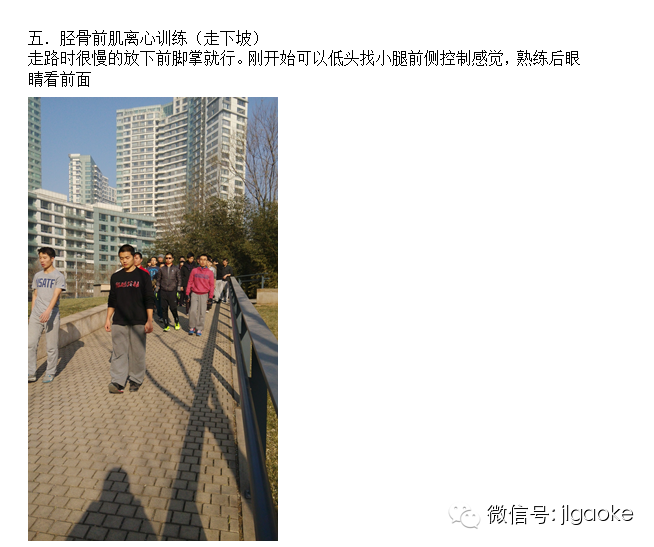 五．胫骨前肌离心训练（走下坡）
走路时很慢的放下前脚掌就行。刚开始可以低头找小腿前侧控制感觉，熟练后眼
睛看前面
微信号: jlgaoke